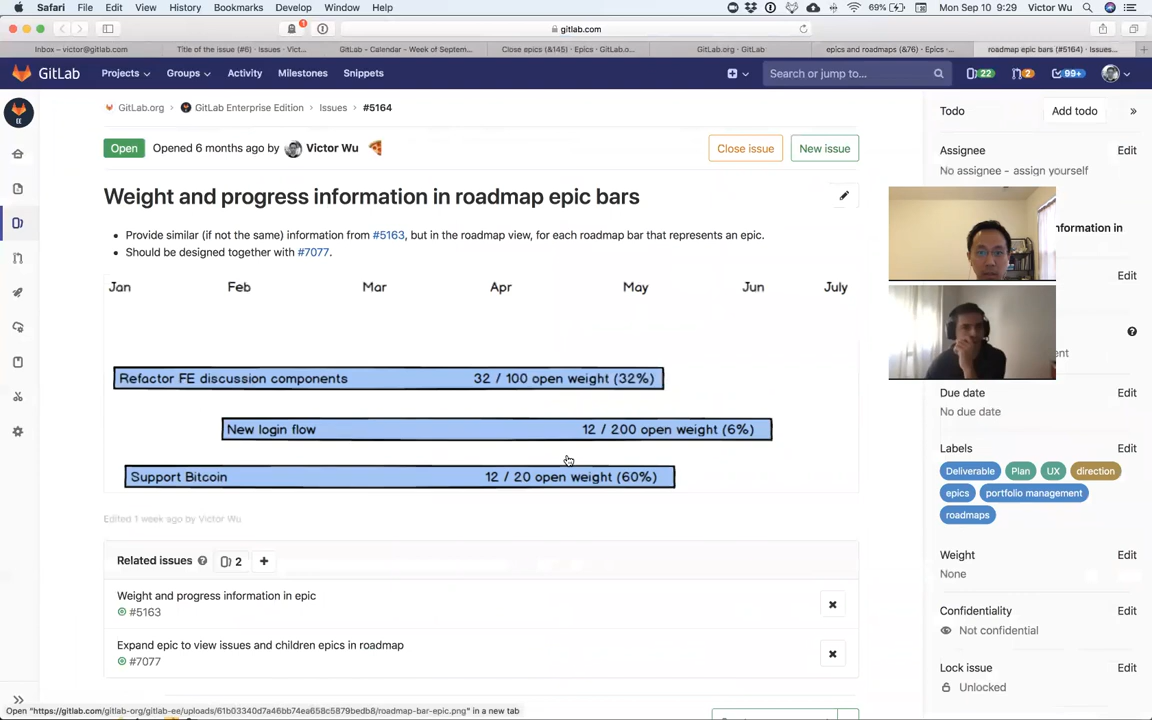 Safari File Edit View History Bookmarks Develop Window Help 69% Mon Sep 10 9:29 Victor Wu
gitlab.com
Inbox – victor@gitlab.com Title of the issue (#6) · Issues · Vict... GitLab - Calendar - Week of Septem... Close epics (&145) · Epics · GitLab.o... GitLab.org · GitLab epics and roadmaps (&76) · Epics ·... roadmap epic bars (#5164) · Issues...
GitLab Projects Groups Activity Milestones Snippets Search or jump to... 22 2 99+
EE
GitLab.org › GitLab Enterprise Edition › Issues › #5164
Open Opened 6 months ago by Victor Wu Close issue New issue
Weight and progress information in roadmap epic bars
• Provide similar (if not the same) information from #5163, but in the roadmap view, for each roadmap bar that represents an epic.
• Should be designed together with #7077.
Jan Feb Mar Apr May Jun July
Refactor FE discussion components 32 / 100 open weight (32%)
New login flow 12 / 200 open weight (6%)
Support Bitcoin 12 / 20 open weight (60%)
Edited 1 week ago by Victor Wu
Related issues 2 +
Weight and progress information in epic
#5163
Expand epic to view issues and children epics in roadmap
#7077
Todo Add todo »
Assignee Edit
No assignee - assign yourself
nformation in
Edit
Due date Edit
No due date
Labels Edit
Deliverable Plan UX direction
epics portfolio management
roadmaps
Weight Edit
None
Confidentiality Edit
Not confidential
Lock issue Edit
Unlocked
Open "https://gitlab.com/gitlab-org/gitlab-ee/uploads/61b03340d7a46bb74ea658c5879bedb8/roadmap-bar-epic.png" in a new tab